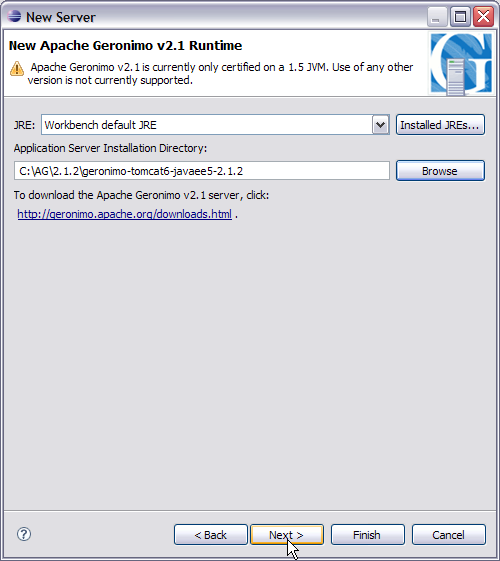 New Server
New Apache Geronimo v2.1 Runtime
Apache Geronimo v2.1 is currently only certified on a 1.5 JVM. Use of any other
version is not currently supported.
JRE: Workbench default JRE Installed JREs...
Application Server Installation Directory:
C:\AG\2.1.2\geronimo-tomcat6-javaee5-2.1.2 Browse
To download the Apache Geronimo v2.1 server, click:
http://geronimo.apache.org/downloads.html .
< Back Next > Finish Cancel